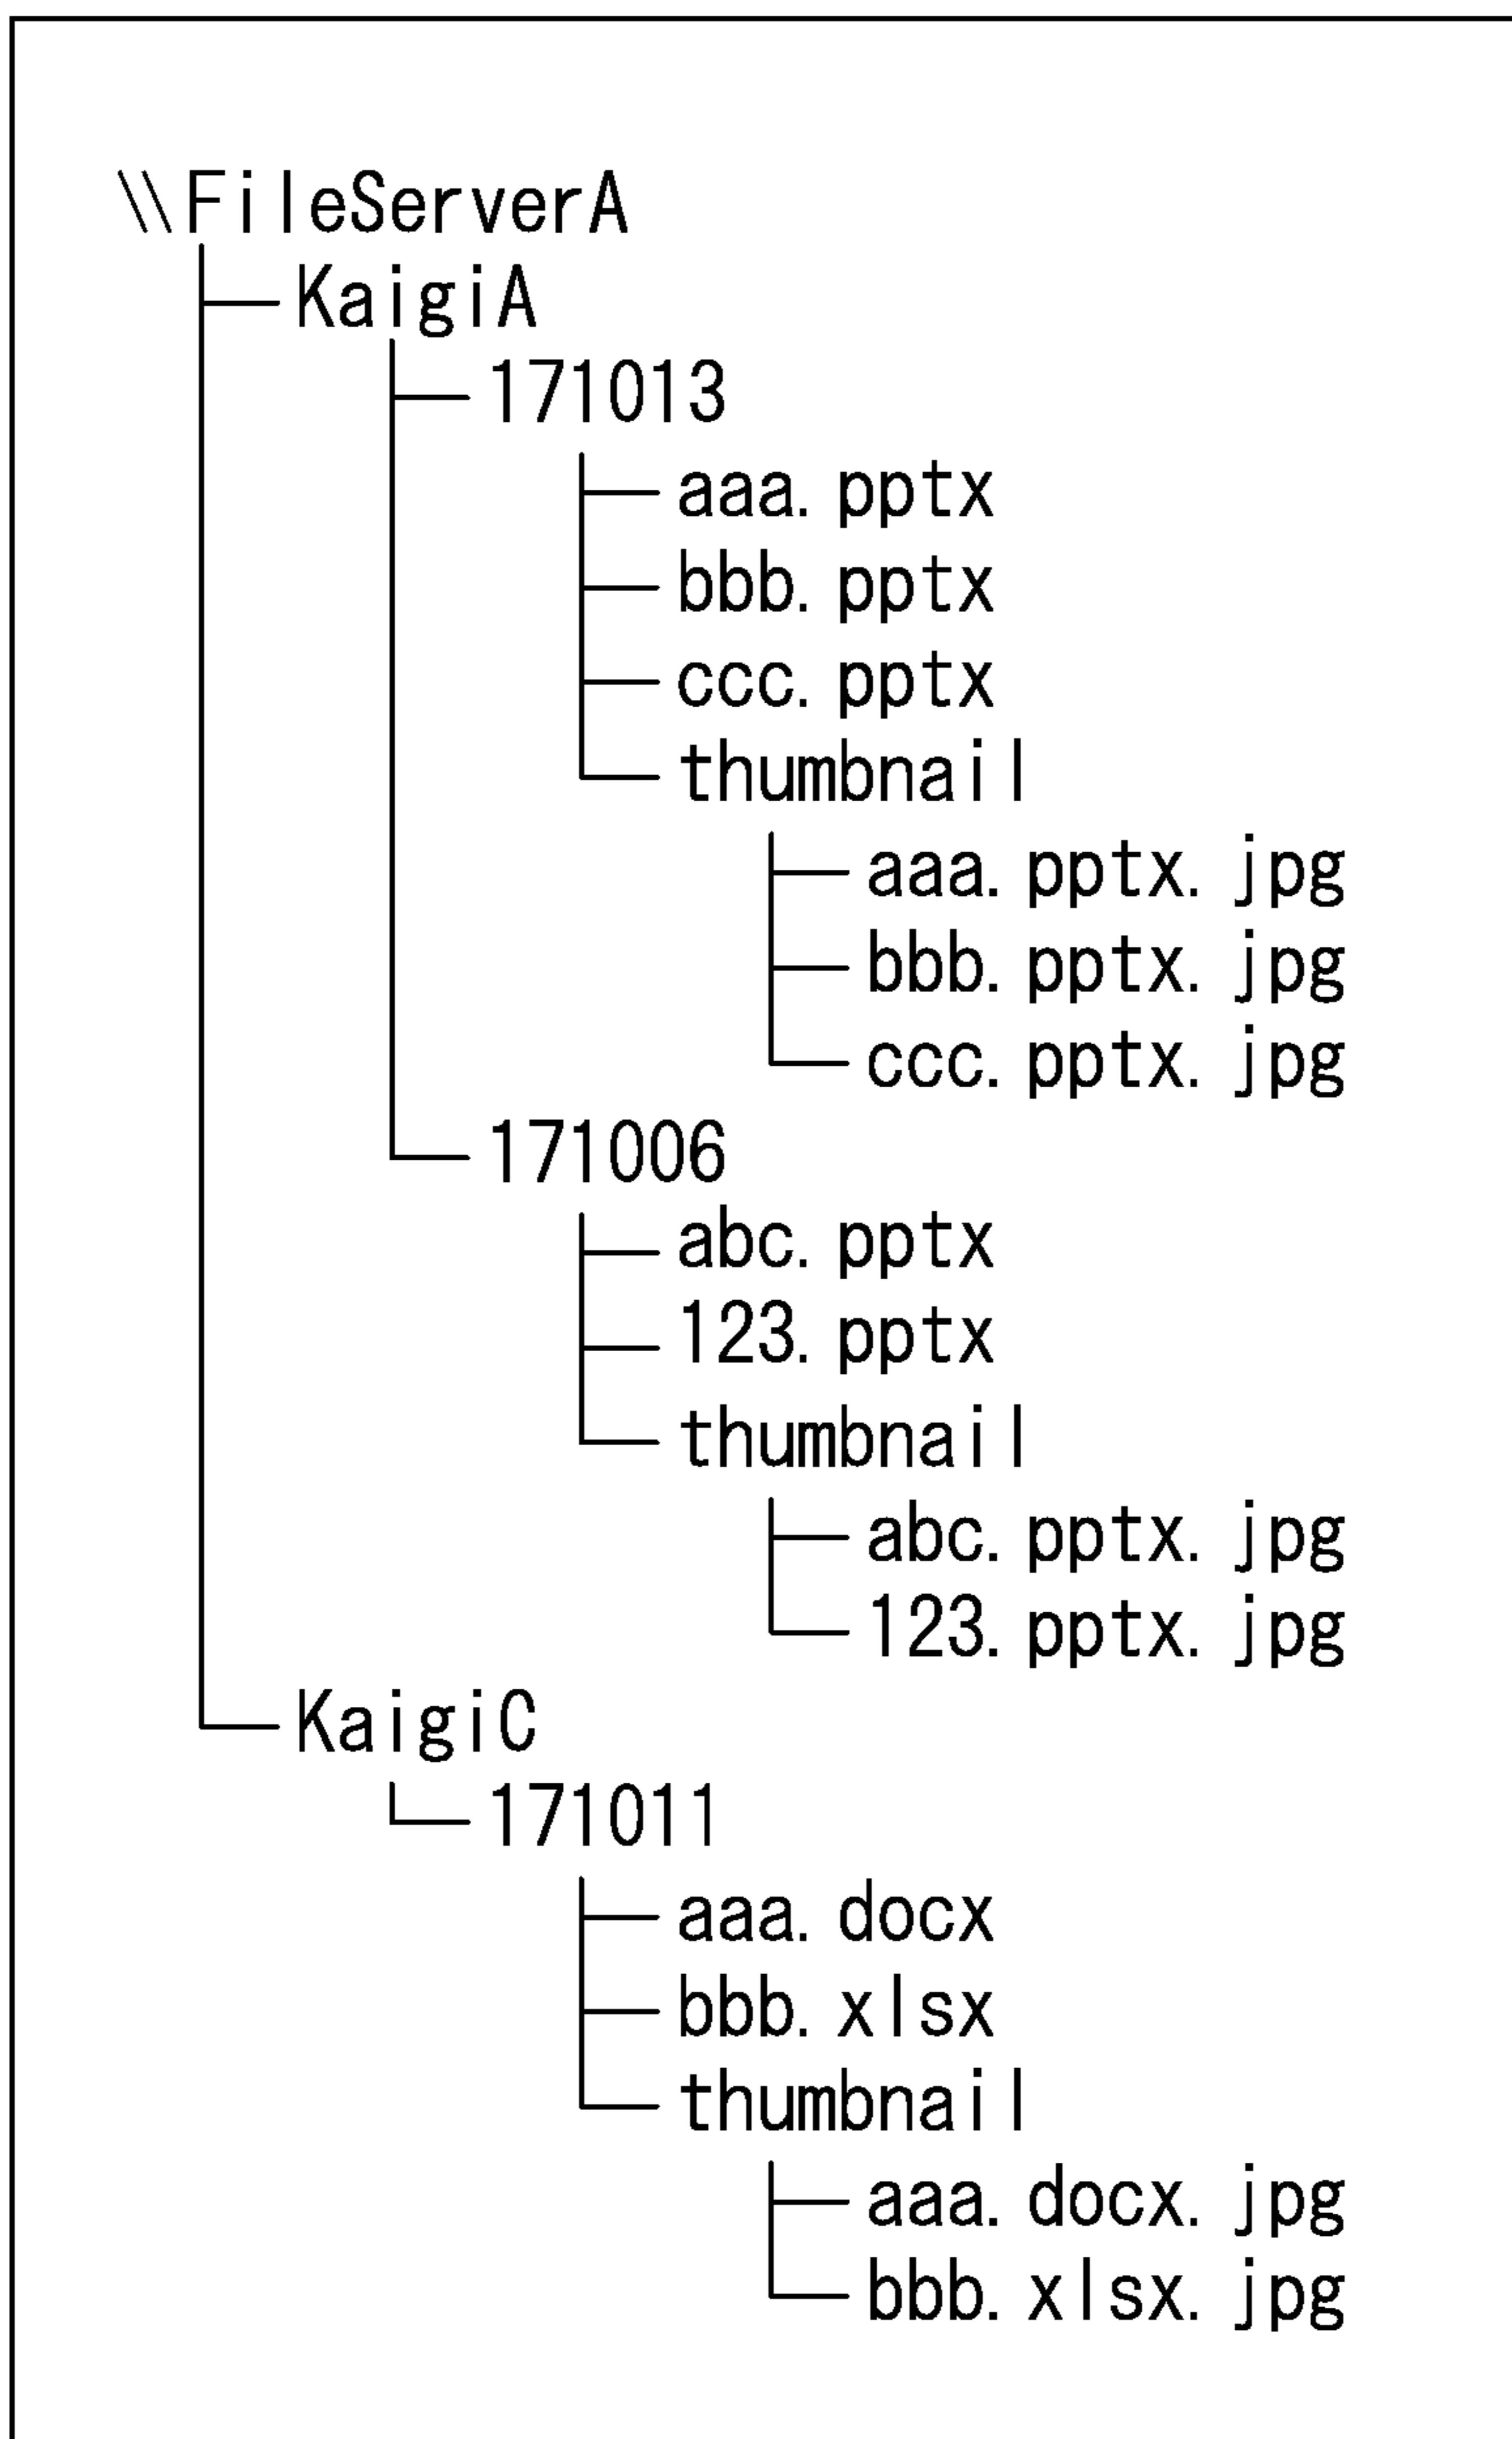 \\FileServerA
KaigiA
171013
aaa.pptx
bbb.pptx
ccc.pptx
thumbnail
aaa.pptx.jpg
bbb.pptx.jpg
ccc.pptx.jpg
171006
abc.pptx
123.pptx
thumbnail
abc.pptx.jpg
123.pptx.jpg
KaigiC
171011
aaa.docx
bbb.xlsx
thumbnail
aaa.docx.jpg
bbb.xlsx.jpg